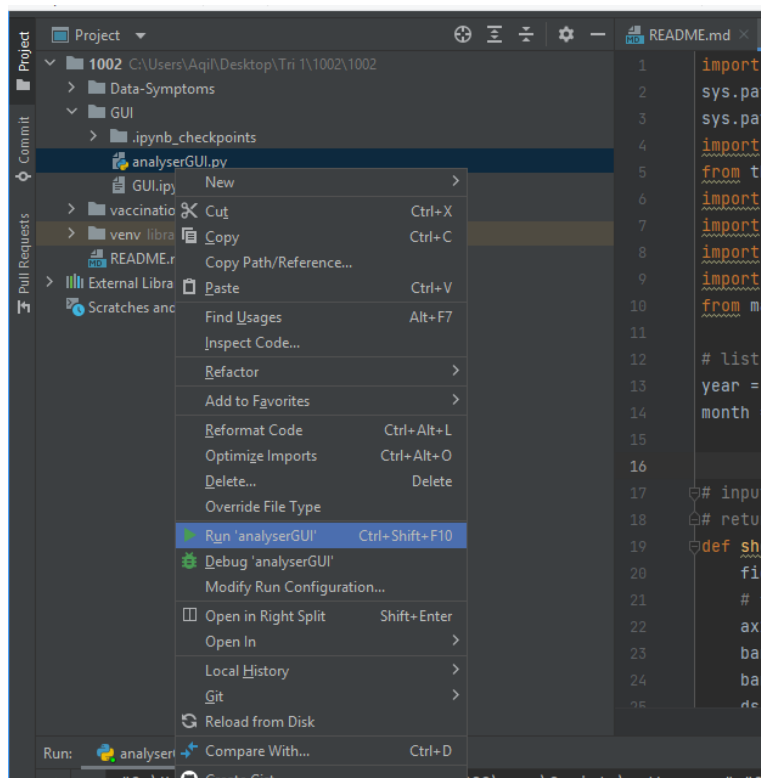 Project
README.md
Project
Commit
Pull Requests
1002 C:\Users\Aqil\Desktop\Tri 1\1002\1002
Data-Symptoms
GUI
.ipynb_checkpoints
analyserGUI.py
GUI.ipy
vaccinatio
venv libra
README.r
External Libra
Scratches and
New
Cut Ctrl+X
Copy Ctrl+C
Copy Path/Reference...
Paste Ctrl+V
Find Usages Alt+F7
Inspect Code...
Refactor
Add to Favorites
Reformat Code Ctrl+Alt+L
Optimize Imports Ctrl+Alt+O
Delete... Delete
Override File Type
Run 'analyserGUI' Ctrl+Shift+F10
Debug 'analyserGUI'
Modify Run Configuration...
Open in Right Split Shift+Enter
Open In
Local History
Git
Reload from Disk
Compare With... Ctrl+D
1 import
2 sys.pa
3 sys.pa
4 import
5 from t
6 import
7 import
8 import
9 import
10 from m
11
12 # list
13 year =
14 month
15
16
17 # inpu
18 # retu
19 def sh
20 fi
21 #
22 ax
23 ba
24 ba
25 ds
Run: analyser